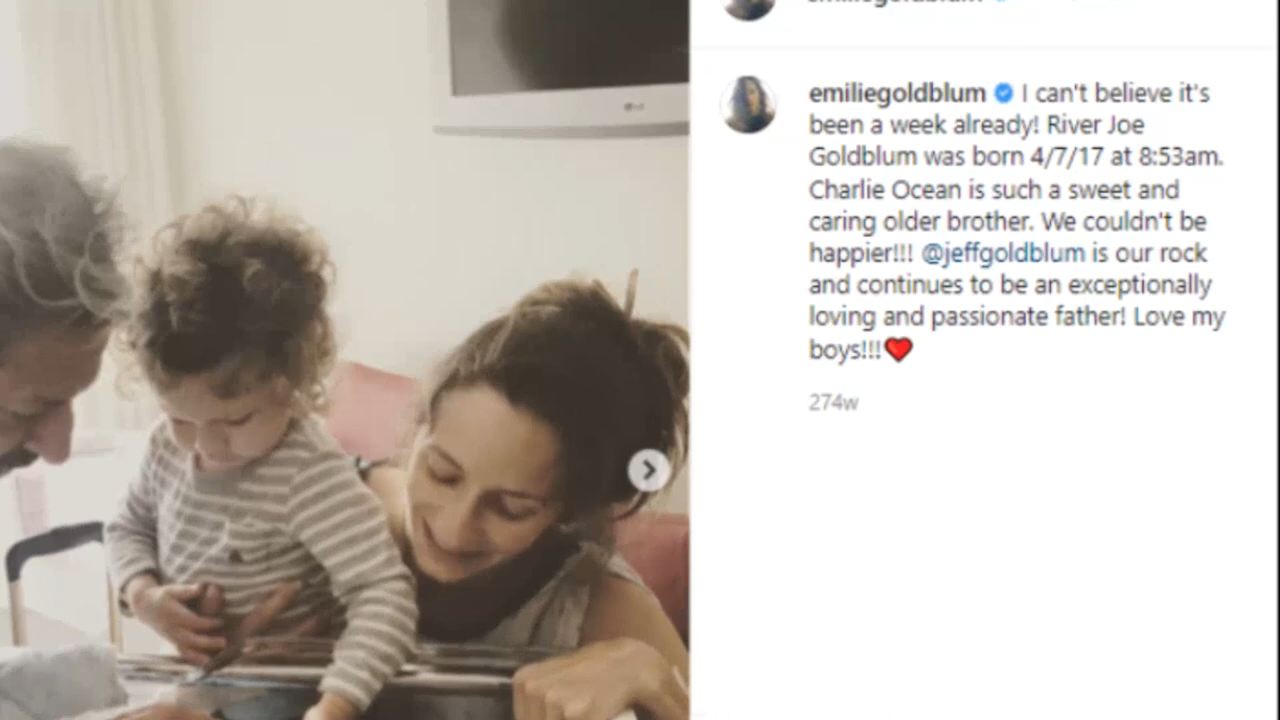 emiliegoldblum
LG
emiliegoldblum I can't believe it's
been a week already! River Joe
Goldblum was born 4/7/17 at 8:53am.
Charlie Ocean is such a sweet and
caring older brother. We couldn't be
happier!!! @jeffgoldblum is our rock
and continues to be an exceptionally
loving and passionate father! Love my
boys!!!❤️
274w